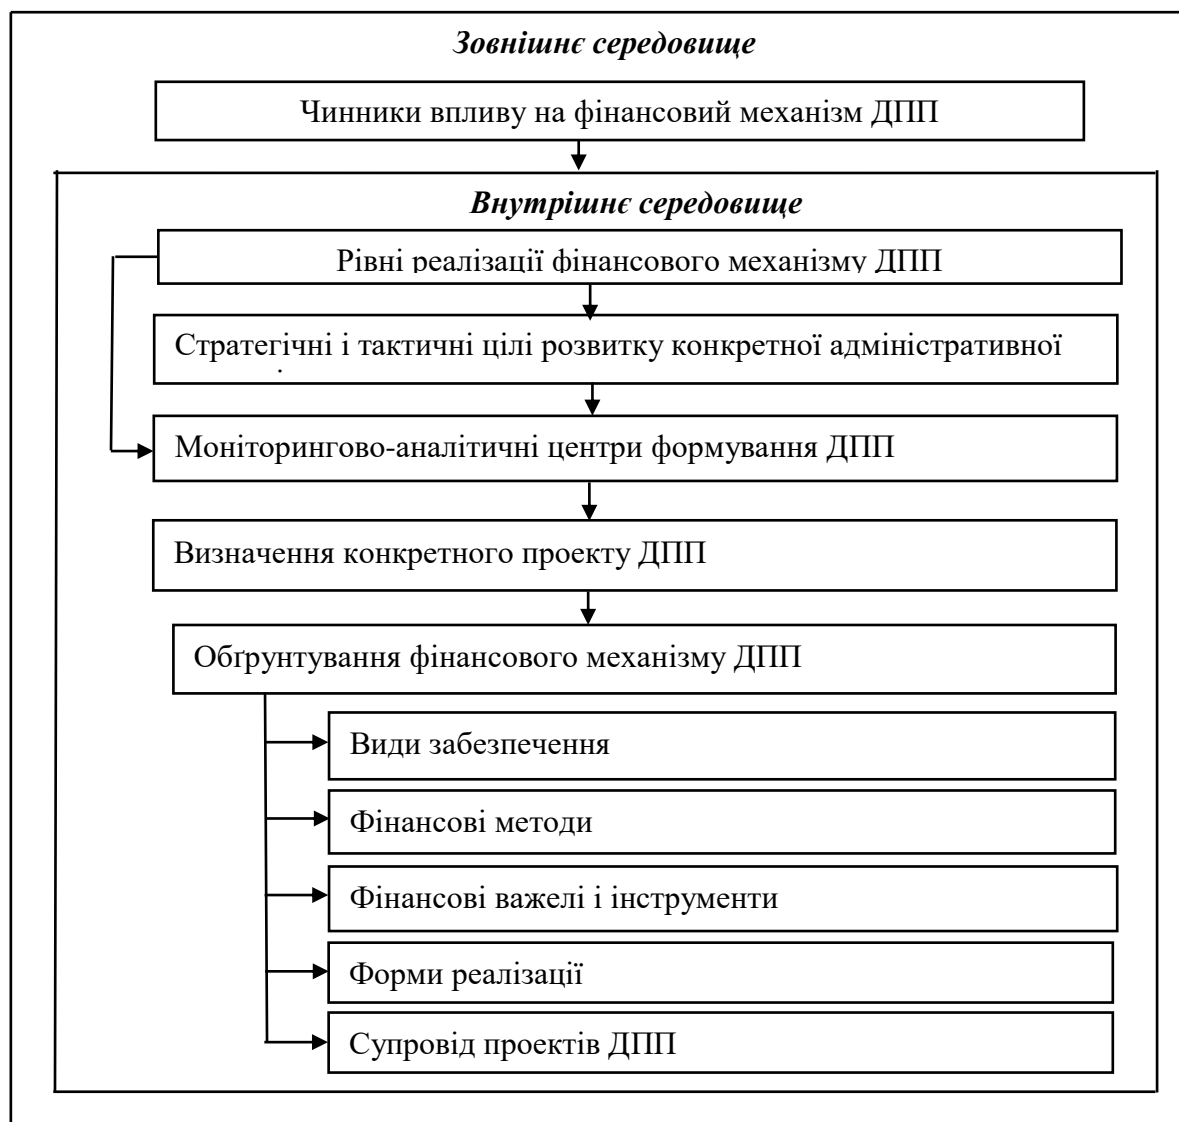 Зовнішнє середовище
Чинники впливу на фінансовий механізм ДПП
Внутрішнє середовище
Рівні реалізації фінансового механізму ДПП
Стратегічні і тактичні цілі розвитку конкретної адміністративної
Моніторингово-аналітичні центри формування ДПП
Визначення конкретного проекту ДПП
Обґрунтування фінансового механізму ДПП
Види забезпечення
Фінансові методи
Фінансові важелі і інструменти
Форми реалізації
Супровід проектів ДПП